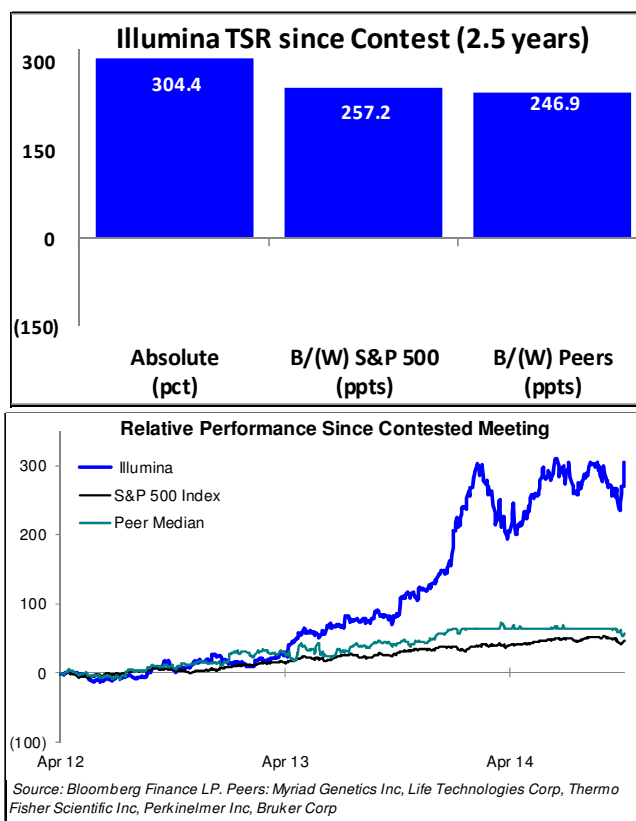 Illumina TSR since Contest (2.5 years)
300
304.4
257.2
246.9
150
0
(150)
Absolute
(pct)
B/(W) S&P 500
(ppts)
B/(W) Peers
(ppts)
Relative Performance Since Contested Meeting
300
Illumina
S&P 500 Index
Peer Median
200
100
0
(100)
Apr 12
Apr 13
Apr 14
Source: Bloomberg Finance LP. Peers: Myriad Genetics Inc, Life Technologies Corp, Thermo
Fisher Scientific Inc, Perkinelmer Inc, Bruker Corp